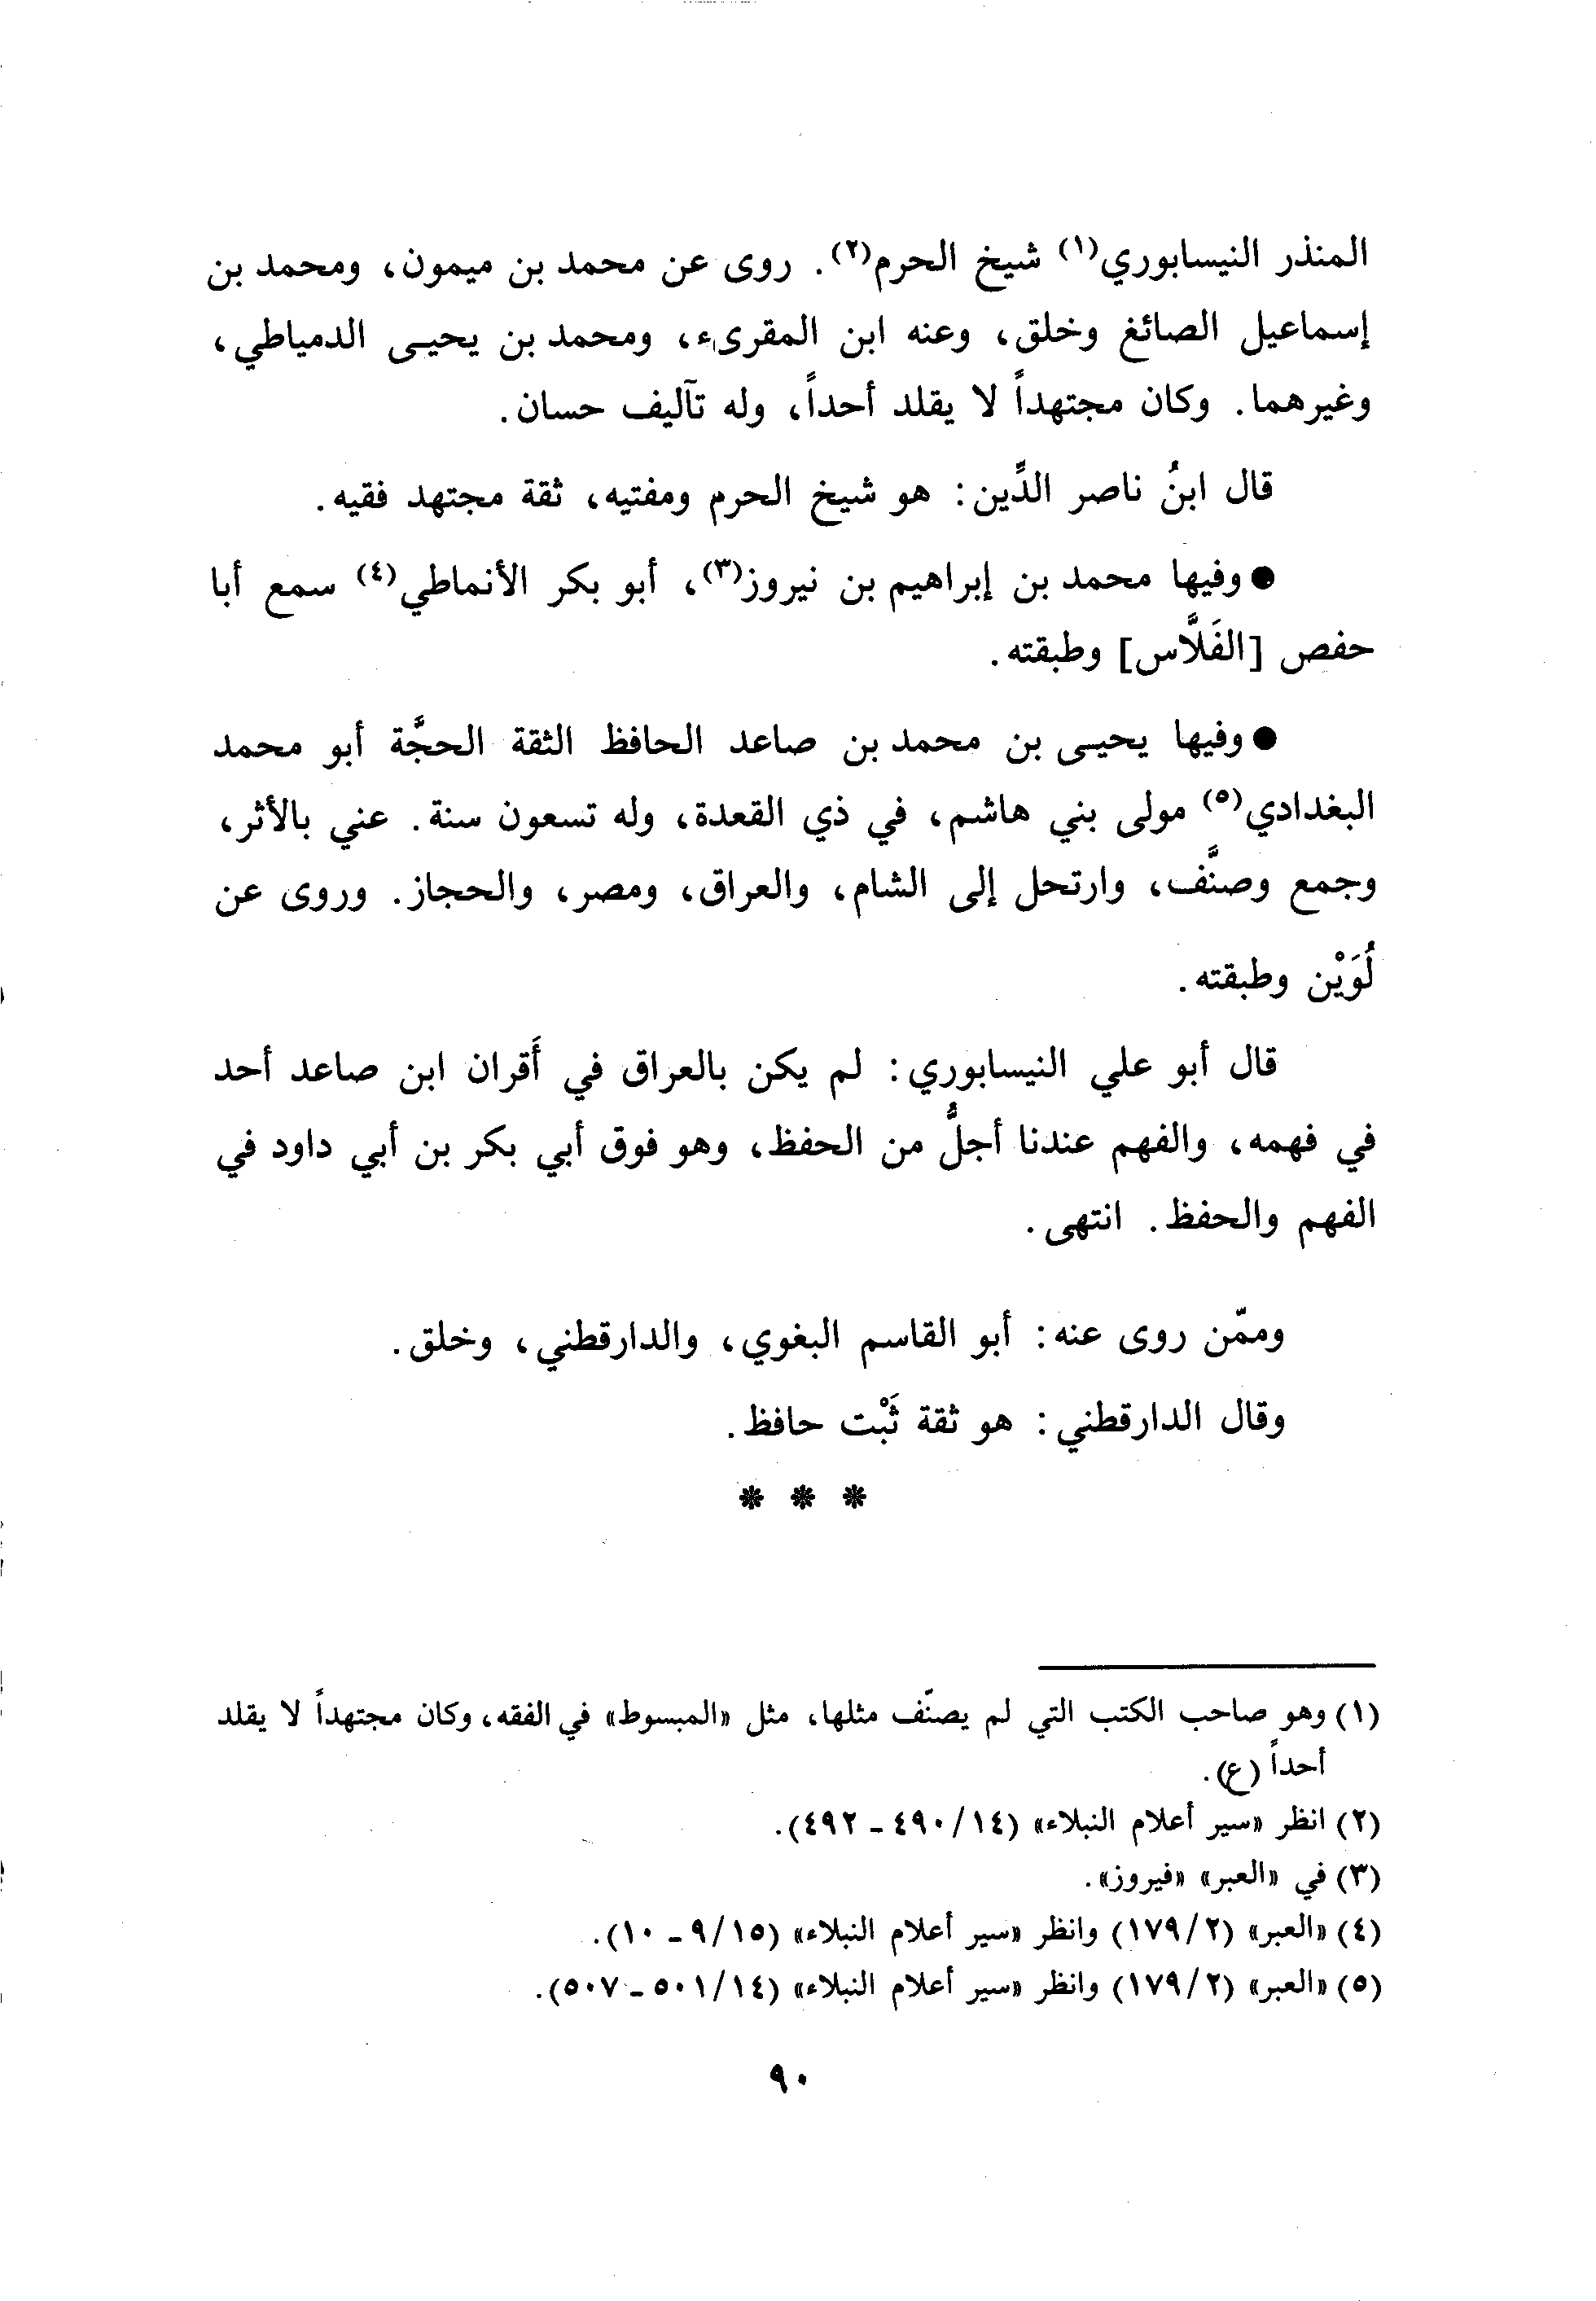 المنذر النيسابوري(١) شيخ الحرم(٢). روى عن محمد بن ميمون، ومحمد بن
إسماعيل الصائغ وخلق، وعنه ابن المقرىء، ومحمد بن يحيى الدمياطي،
وغيرهما. وكان مجتهداً لا يقلد أحداً، وله تآليف حسان.
قال ابنُ ناصر الدِّين: هو شيخ الحرم ومفتيه، ثقة مجتهد فقيه.
● وفيها محمد بن إبراهيم بن نيروز(٣)، أبو بكر الأنماطي(٤) سمع أبا
حفص [الفَلَّاس] وطبقته.
● وفيها يحيى بن محمد بن صاعد الحافظ الثقة الحجَّة أبو محمد
البغدادي(٥) مولى بني هاشم، في ذي القعدة، وله تسعون سنة. عني بالأثر،
وجمع وصنَّف، وارتحل إلى الشام، والعراق، ومصر، والحجاز. وروى عن
لُوَيْن وطبقته.
قال أبو علي النيسابوري: لم يكن بالعراق في أَقران ابن صاعد أحد
في فهمه، والفهم عندنا أجلُّ من الحفظ، وهو فوق أبي بكر بن أبي داود في
الفهم والحفظ. انتهى.
وممّن روى عنه: أبو القاسم البغوي، والدارقطني، وخلق.
وقال الدارقطني: هو ثقة ثَبْت حافظ.
* * *
(١) وهو صاحب الكتب التي لم يصنّف مثلها، مثل «المبسوط» في الفقه، وكان مجتهداً لا يقلد
أحداً (ع).
(٢) انظر «سير أعلام النبلاء» (١٤/ ٤٩٠ - ٤٩٢).
(٣) في «العبر» «فيروز».
(٤) «العبر» (٢/ ١٧٩) وانظر «سير أعلام النبلاء» (١٥/ ٩ - ١٠).
(٥) «العبر» (٢/ ١٧٩) وانظر «سير أعلام النبلاء» (١٤/ ٥٠١ - ٥٠٧).
٩٠